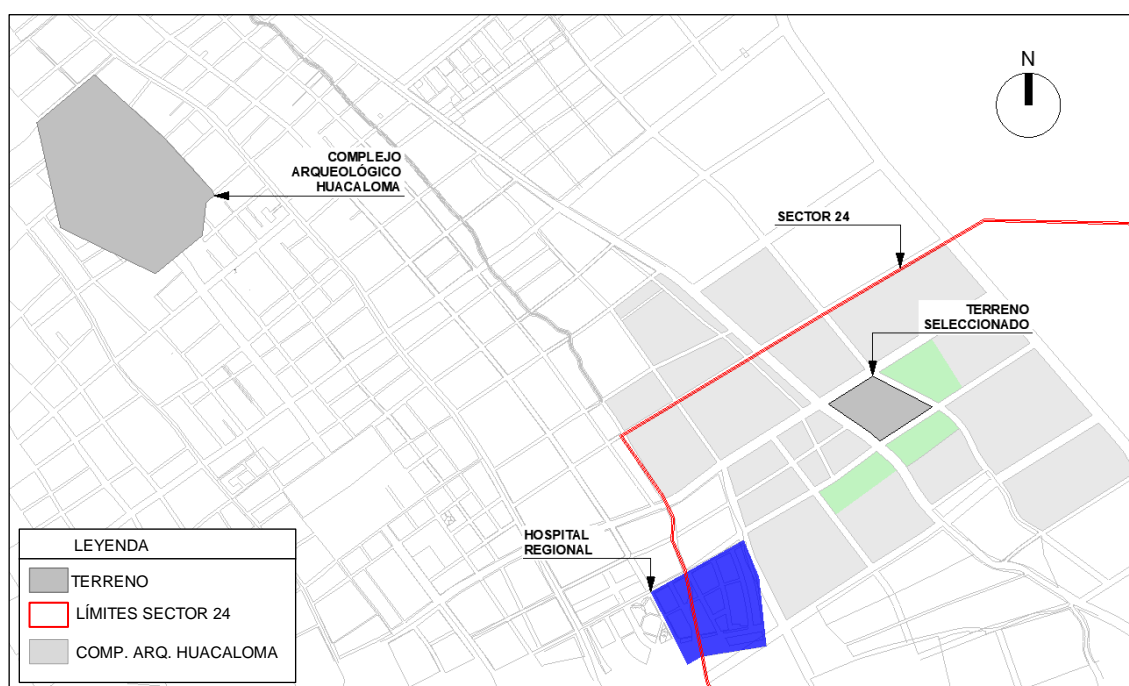 N
COMPLEJO
ARQUEOLÓGICO
HUACALOMA
SECTOR 24
TERRENO
SELECCIONADO
HOSPITAL
REGIONAL
LEYENDA
TERRENO
LÍMITES SECTOR 24
COMP. ARQ. HUACALOMA